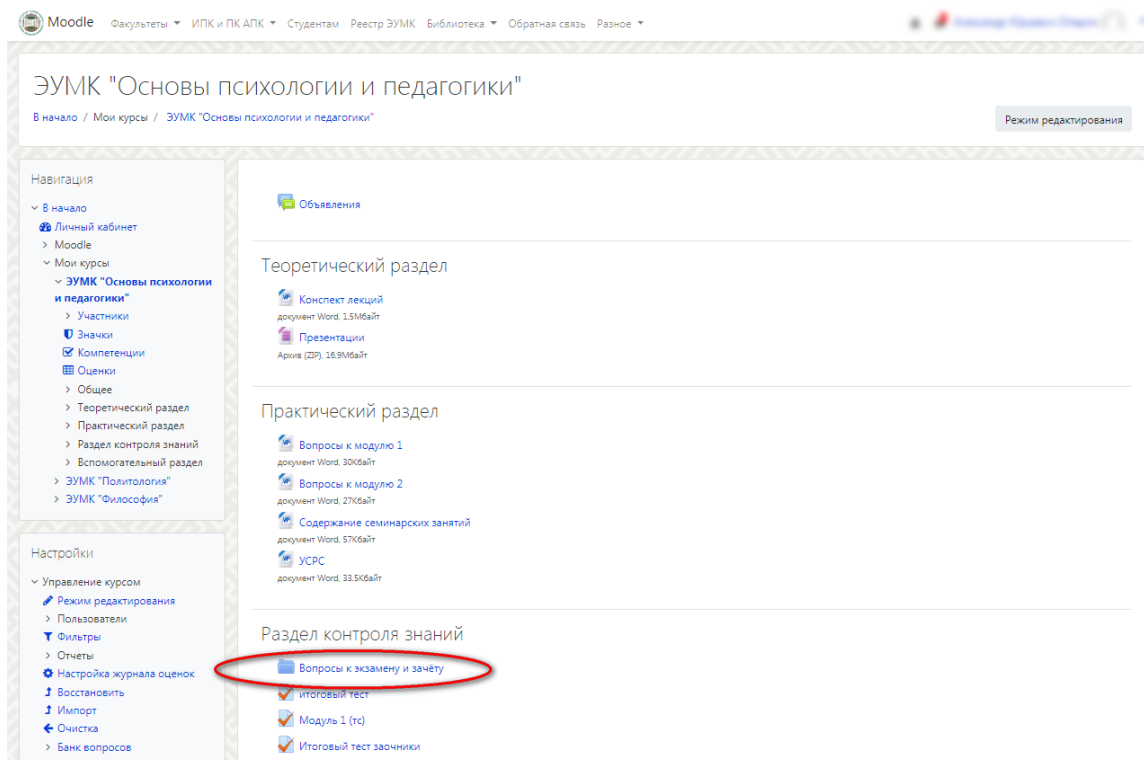 Moodle Факультеты ИПК и ПК АПК Студентам Реестр ЭУМК Библиотека Обратная связь Разное
ЭУМК "Основы психологии и педагогики"
В начало / Мои курсы / ЭУМК "Основы психологии и педагогики"
Режим редактирования
Навигация
В начало
Личный кабинет
Moodle
Мои курсы
ЭУМК "Основы психологии
и педагогики"
Участники
Значки
Компетенции
Оценки
Общее
Теоретический раздел
Практический раздел
Раздел контроля знаний
Вспомогательный раздел
ЭУМК "Политология"
ЭУМК "Философия"
Настройки
Управление курсом
Режим редактирования
Пользователи
Фильтры
Отчеты
Настройка журнала оценок
Восстановить
Импорт
Очистка
Банк вопросов
Объявления
Теоретический раздел
Конспект лекций
документ Word, 1.5Мбайт
Презентации
Архив (ZIP), 16.9Мбайт
Практический раздел
Вопросы к модулю 1
документ Word, 30Кбайт
Вопросы к модулю 2
документ Word, 27Кбайт
Содержание семинарских занятий
документ Word, 57Кбайт
УСРС
документ Word, 33.5Кбайт
Раздел контроля знаний
Вопросы к экзамену и зачёту
итоговый тест
Модуль 1 (тс)
Итоговый тест заочники